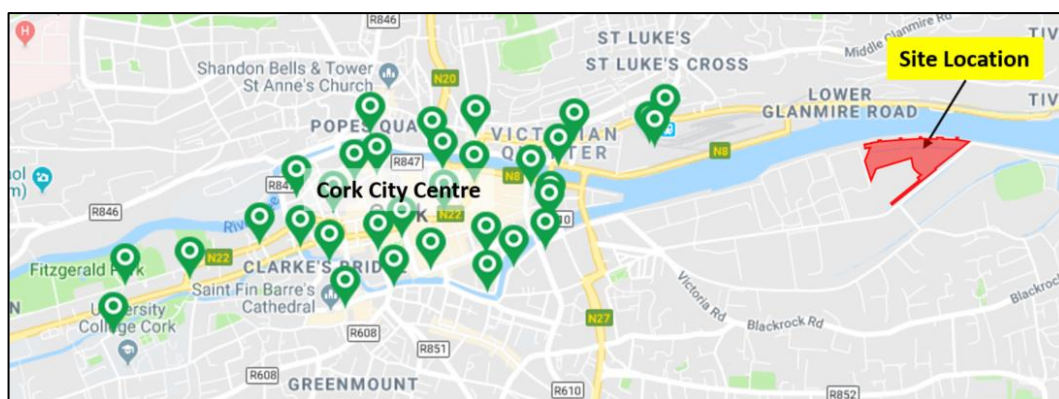 H
R846
ST LUKE'S
ST LUKE'S CROSS
Middle Glanmire Rd
TIV
Site Location
Shandon Bells & Tower
St Anne's Church
N20
LOWER
GLANMIRE ROAD
TIV
POPES QUA
VICTORIAN
QUARTER
R847
N8
N8
R846
Cork City Centre
N22
N22
Fitzgerald Park
CLARKE'S BRIDGE
Saint Fin Barre's
Cathedral
University
College Cork
Victoria Rd
Blackrock Rd
Blackrock
N27
R608
R851
R608
GREENMOUNT
R610
R852